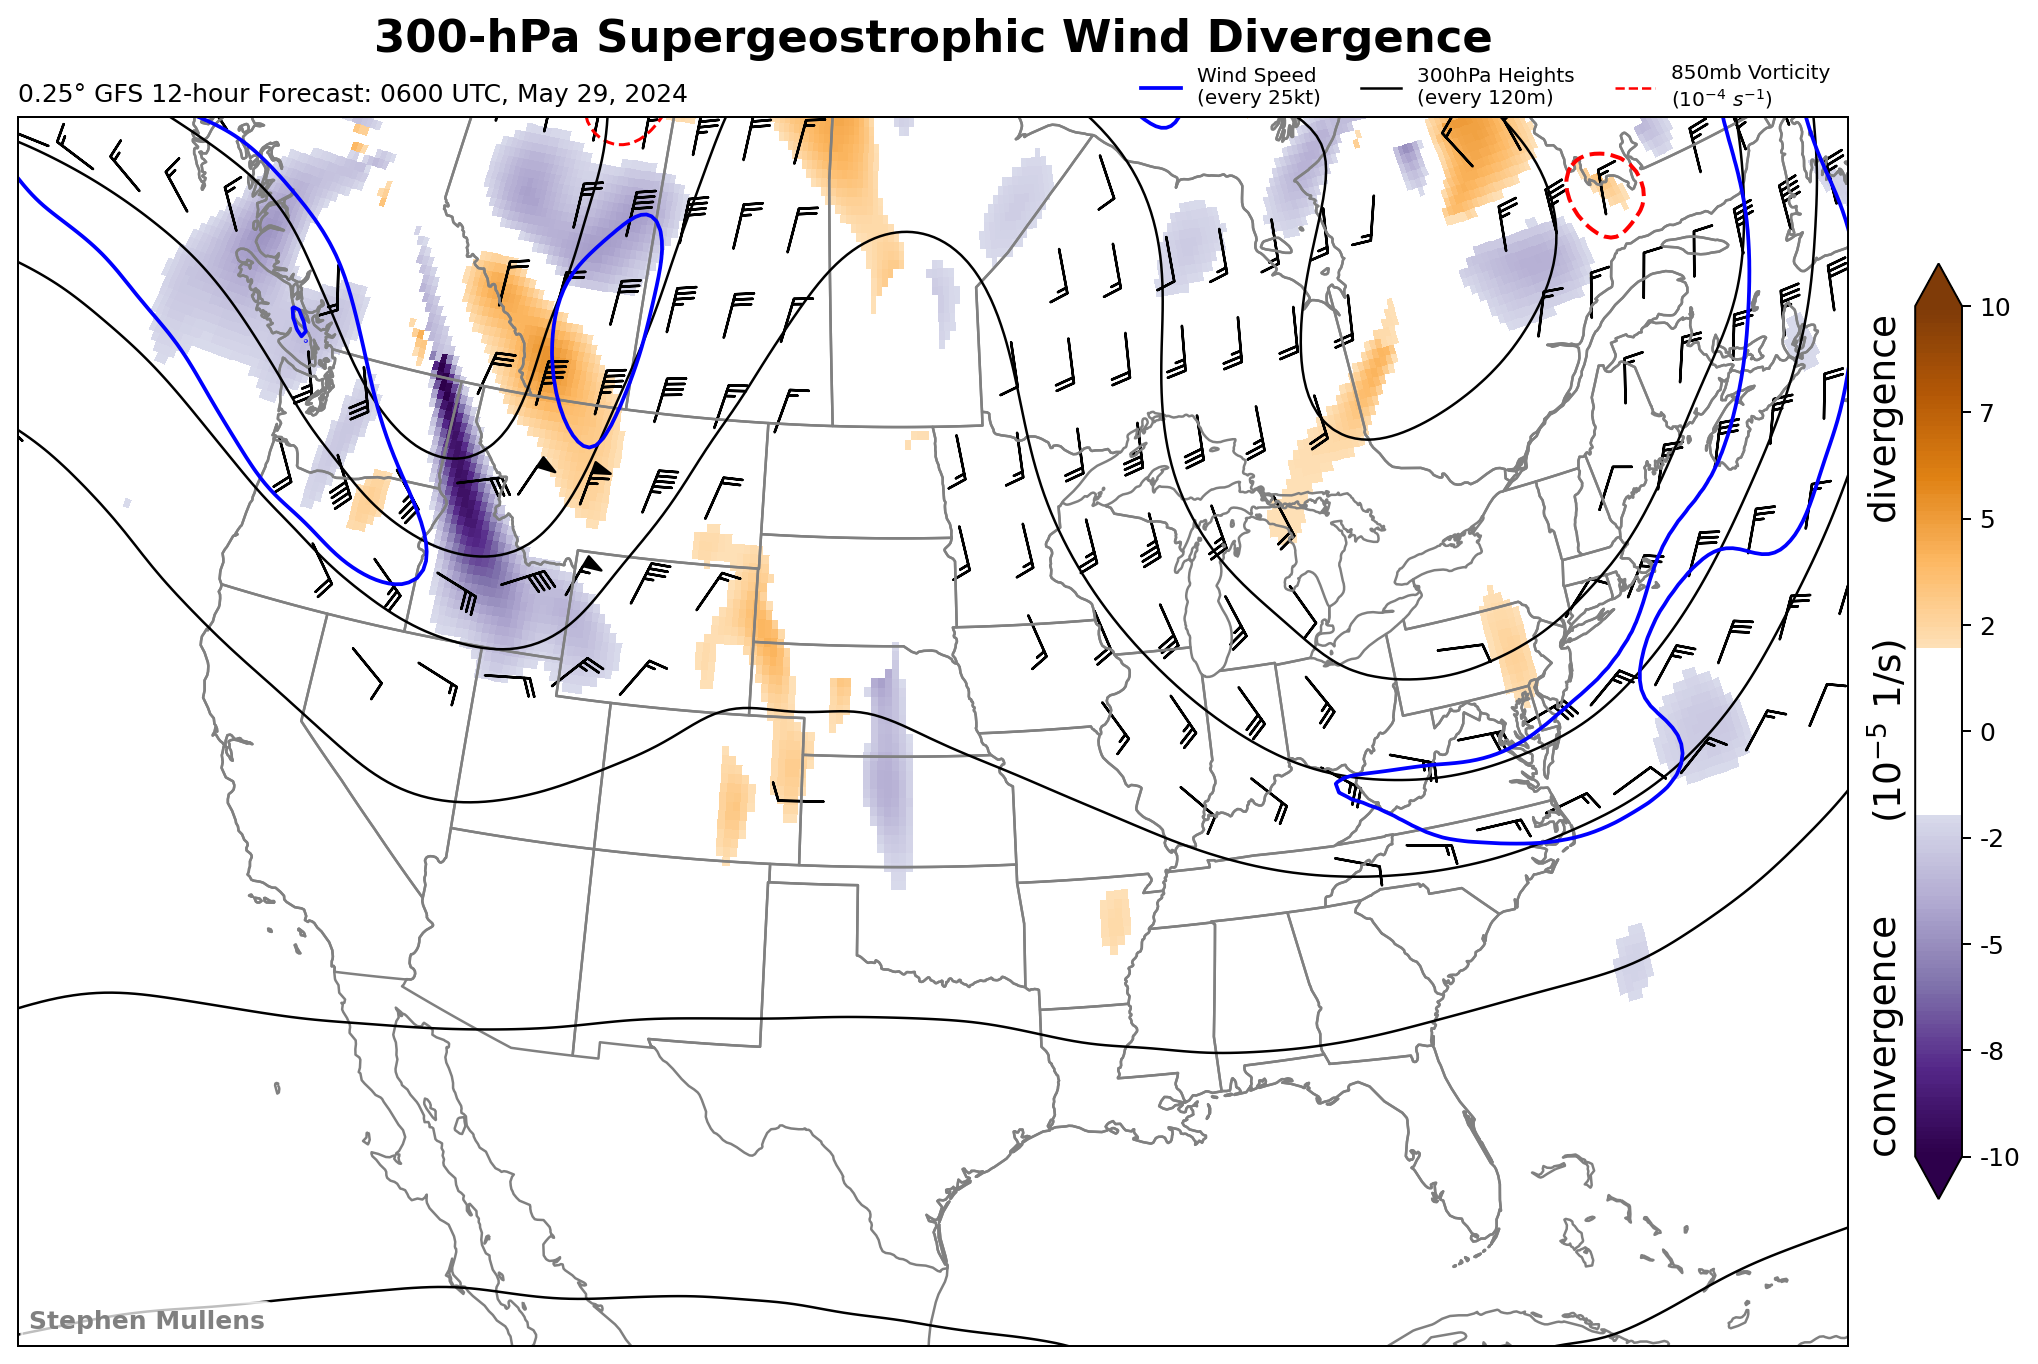 300-hPa Supergeostrophic Wind Divergence
0.25° GFS 12-hour Forecast: 0600 UTC, May 29, 2024
Wind Speed
(every 25kt)
300hPa Heights
(every 120m)
850mb Vorticity
(10⁻⁴ s⁻¹)
10
7
5
2
0
-2
-5
-8
-10
convergence (10⁻⁵ 1/s) divergence
Stephen Mullens